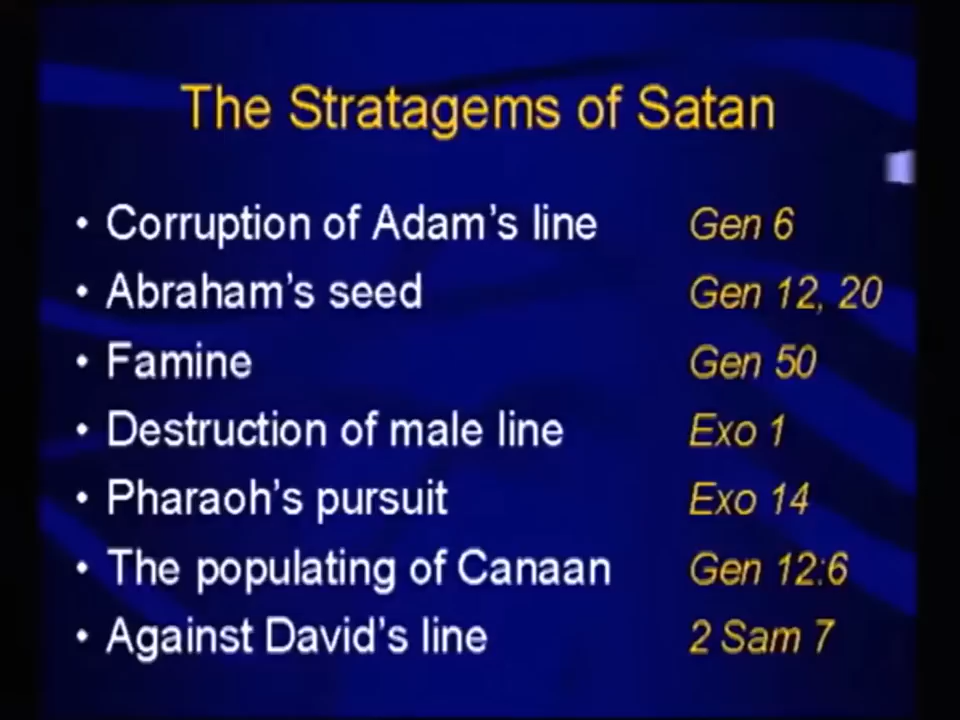 The Stratagems of Satan
• Corruption of Adam's line Gen 6
• Abraham's seed Gen 12, 20
• Famine Gen 50
• Destruction of male line Exo 1
• Pharaoh's pursuit Exo 14
• The populating of Canaan Gen 12:6
• Against David's line 2 Sam 7